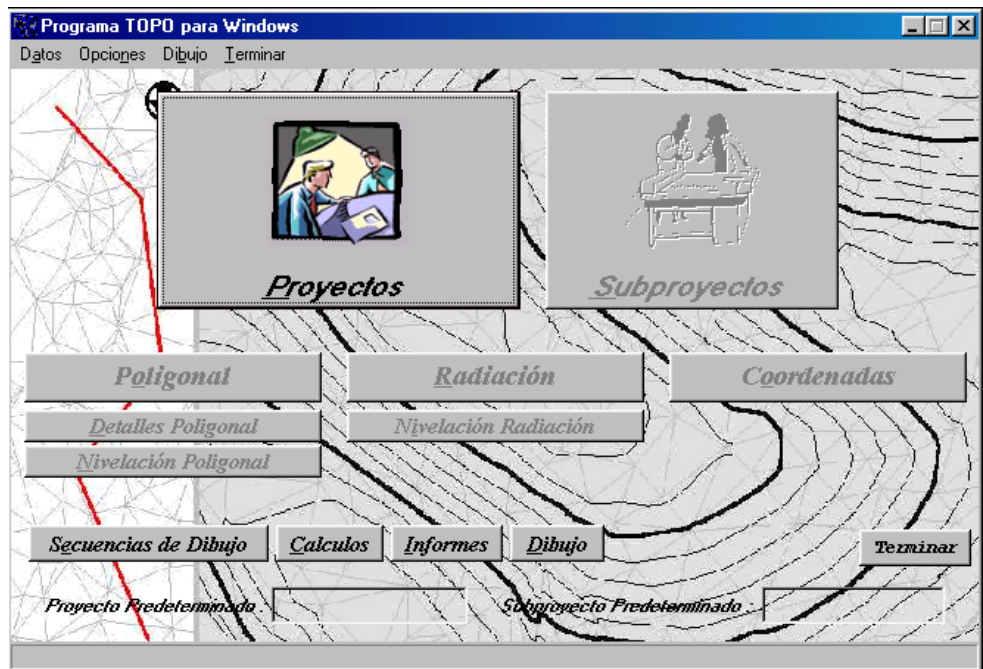 Programa TOPO para Windows
Datos Opciones Dibujo Terminar
Proyectos Subproyectos
Poligonal Radiación Coordenadas
Detalles Poligonal Nivelación Radiación
Nivelación Poligonal
Secuencias de Dibujo Calculos Informes Dibujo Terminar
Proyecto Predeterminado Subproyecto Predeterminado